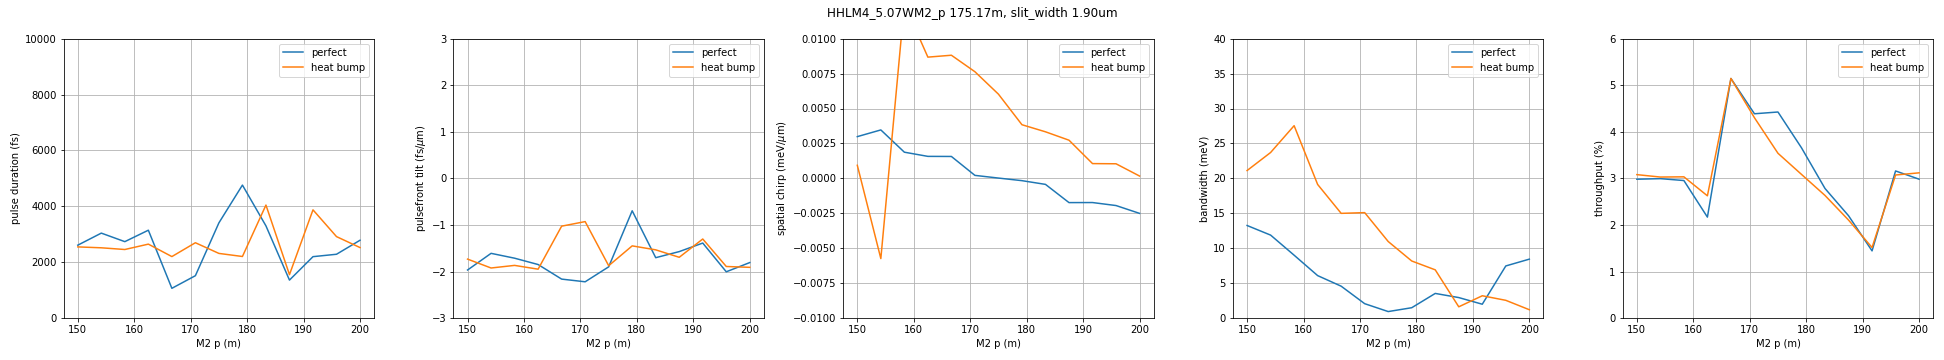 HHLM4_5.07WM2_p 175.17m, slit_width 1.90um
pulse duration (fs)
10000
8000
6000
4000
2000
0
150 160 170 180 190 200
M2 p (m)
perfect
heat bump
pulsefront tilt (fs/μm)
3
2
1
0
−1
−2
−3
150 160 170 180 190 200
M2 p (m)
perfect
heat bump
spatial chirp (meV/μm)
0.0100
0.0075
0.0050
0.0025
0.0000
−0.0025
−0.0050
−0.0075
−0.0100
150 160 170 180 190 200
M2 p (m)
perfect
heat bump
bandwidth (meV)
40
35
30
25
20
15
10
5
0
150 160 170 180 190 200
M2 p (m)
perfect
heat bump
throughput (%)
6
5
4
3
2
1
0
150 160 170 180 190 200
M2 p (m)
perfect
heat bump